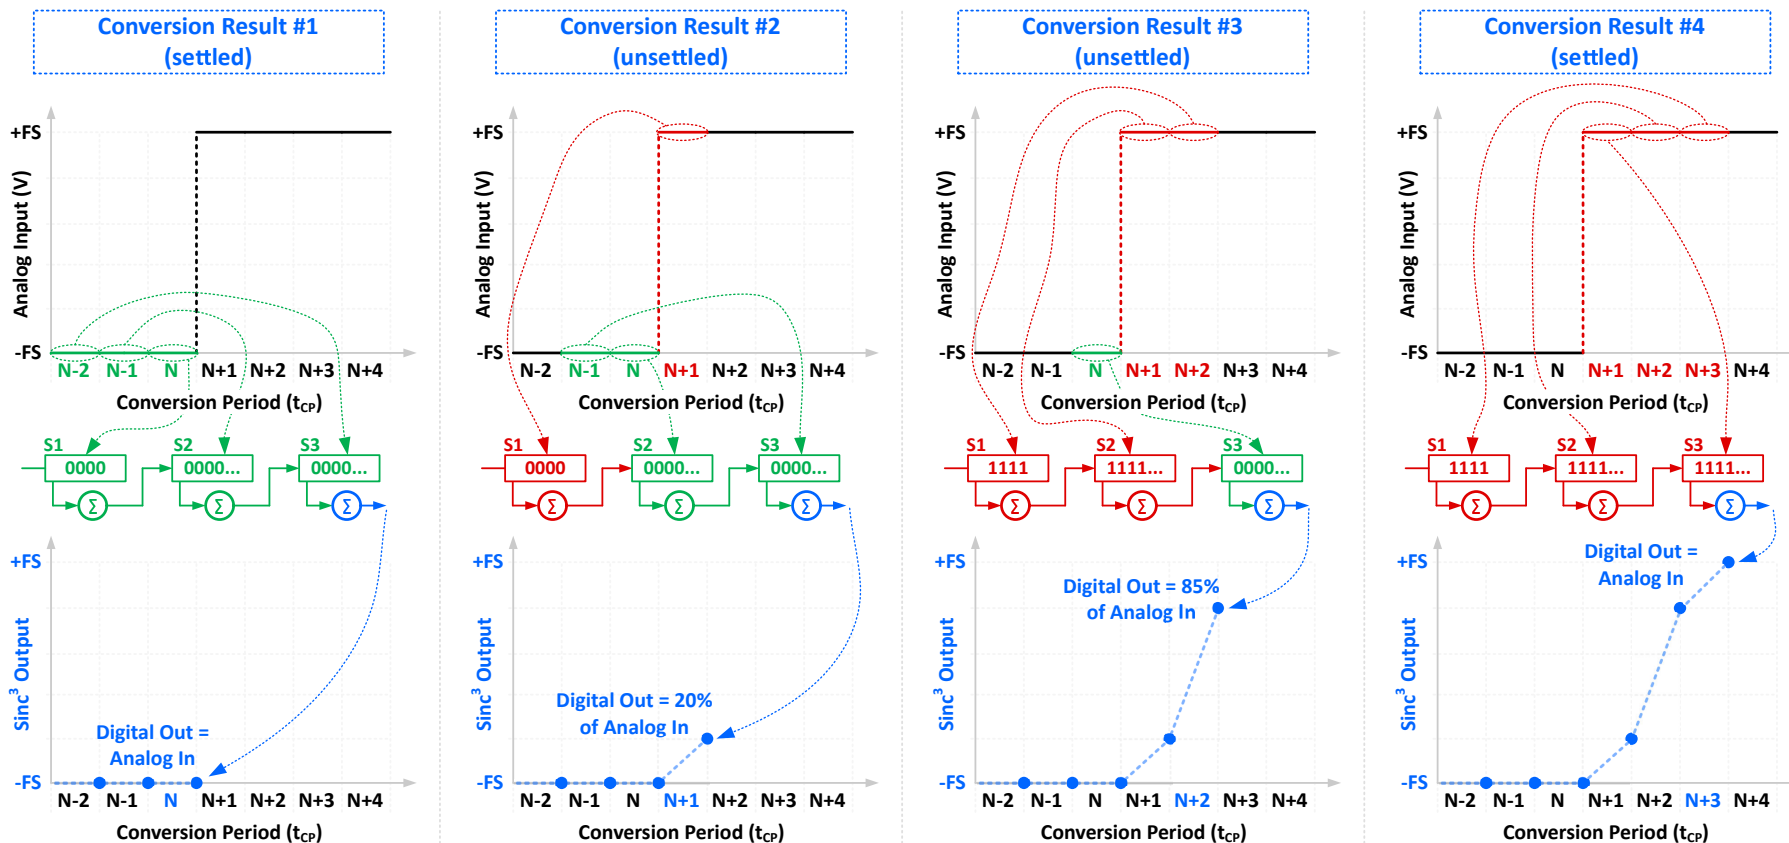 Conversion Result #1
(settled)
+FS
Analog Input (V)
-FS
N-2 N-1 N N+1 N+2 N+3 N+4
Conversion Period (tCP)
S1 S2 S3
0000 0000... 0000...
Σ Σ Σ
+FS
Sinc³ Output
Digital Out =
Analog In
-FS
N-2 N-1 N N+1 N+2 N+3 N+4
Conversion Period (tCP)
Conversion Result #2
(unsettled)
+FS
Analog Input (V)
-FS
N-2 N-1 N N+1 N+2 N+3 N+4
Conversion Period (tCP)
S1 S2 S3
0000 0000... 0000...
Σ Σ Σ
+FS
Sinc³ Output
Digital Out = 20%
of Analog In
-FS
N-2 N-1 N N+1 N+2 N+3 N+4
Conversion Period (tCP)
Conversion Result #3
(unsettled)
+FS
Analog Input (V)
-FS
N-2 N-1 N N+1 N+2 N+3 N+4
Conversion Period (tCP)
S1 S2 S3
1111 1111... 0000...
Σ Σ Σ
+FS
Digital Out = 85%
of Analog In
Sinc³ Output
-FS
N-2 N-1 N N+1 N+2 N+3 N+4
Conversion Period (tCP)
Conversion Result #4
(settled)
+FS
Analog Input (V)
-FS
N-2 N-1 N N+1 N+2 N+3 N+4
Conversion Period (tCP)
S1 S2 S3
1111 1111... 1111...
Σ Σ Σ
+FS
Digital Out =
Analog In
Sinc³ Output
-FS
N-2 N-1 N N+1 N+2 N+3 N+4
Conversion Period (tCP)